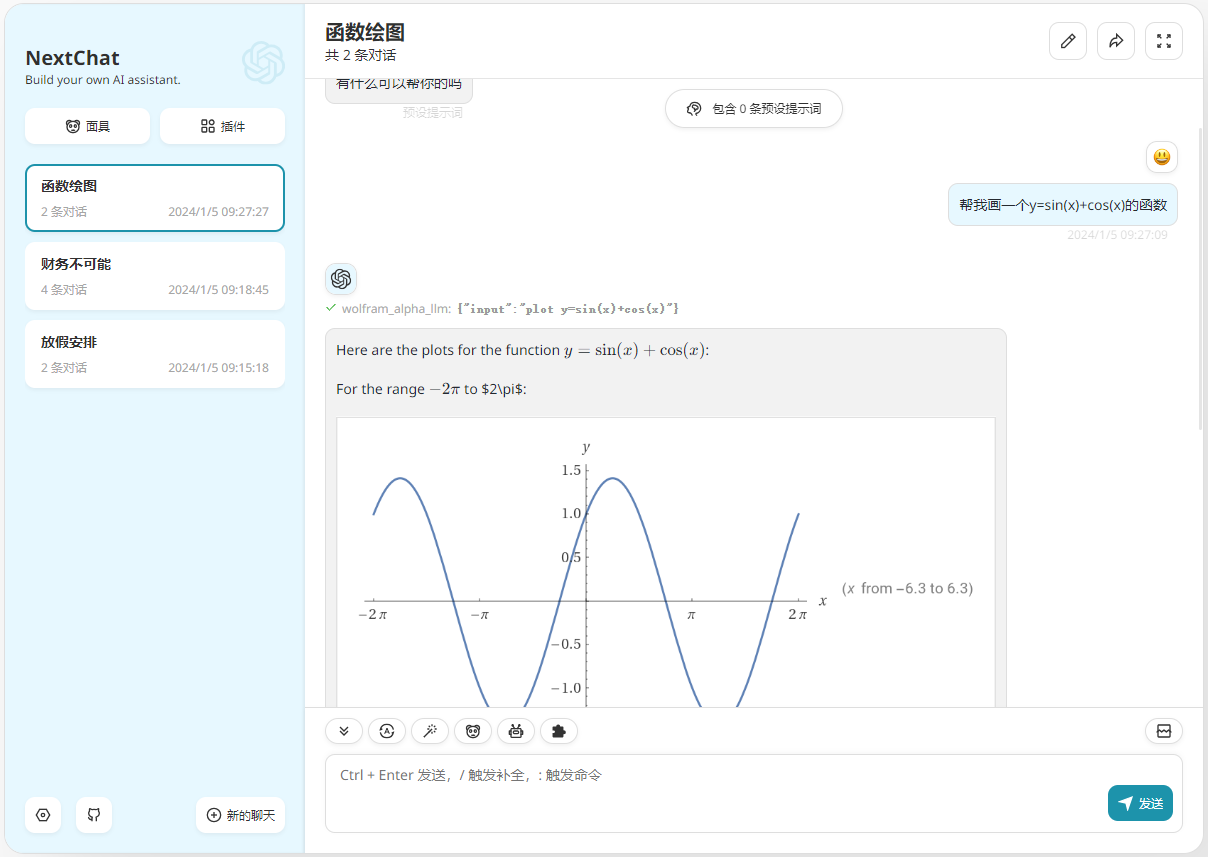 NextChat
Build your own AI assistant.
面具
插件
函数绘图
2 条对话 2024/1/5 09:27:27
财务不可能
4 条对话 2024/1/5 09:18:45
放假安排
2 条对话 2024/1/5 09:15:18
新的聊天
函数绘图
共 2 条对话
有什么可以帮你的吗
预设提示词
包含 0 条预设提示词
帮我画一个y=sin(x)+cos(x)的函数
2024/1/5 09:27:09
wolfram_alpha_llm: {"input":"plot y=sin(x)+cos(x)"}
Here are the plots for the function y = sin(x) + cos(x):
For the range −2π to $2\pi$:
y
1.5
1.0
0.5
−2π −π π 2π x
(x from −6.3 to 6.3)
−0.5
−1.0
Ctrl + Enter 发送，/ 触发补全，: 触发命令
发送